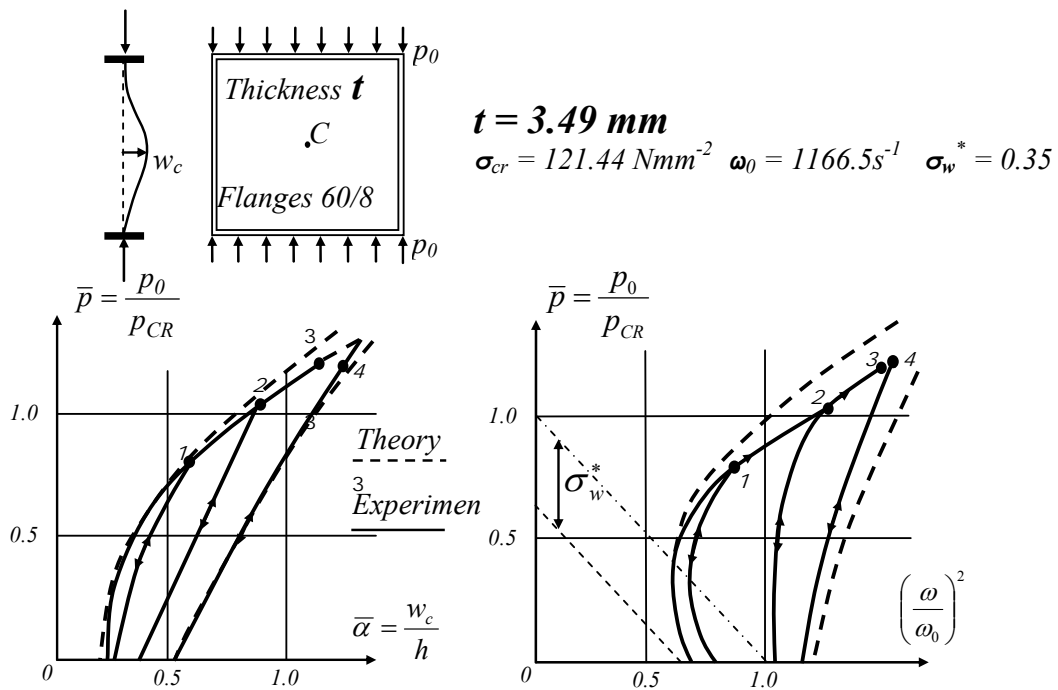 p₀
Thickness t
C
w_c
Flanges 60/8
p₀
t = 3.49 mm
σ_cr = 121.44 Nmm⁻² ω₀ = 1166.5s⁻¹ σ_w* = 0.35
p̅ = p₀ / p_CR
3
4
2
1
3
1.0
Theory
3
Experimen
0.5
α̅ = w_c / h
0
0.5
1.0
p̅ = p₀ / p_CR
3
4
2
1
1.0
σ_w*
0.5
(ω / ω₀)²
0
0.5
1.0